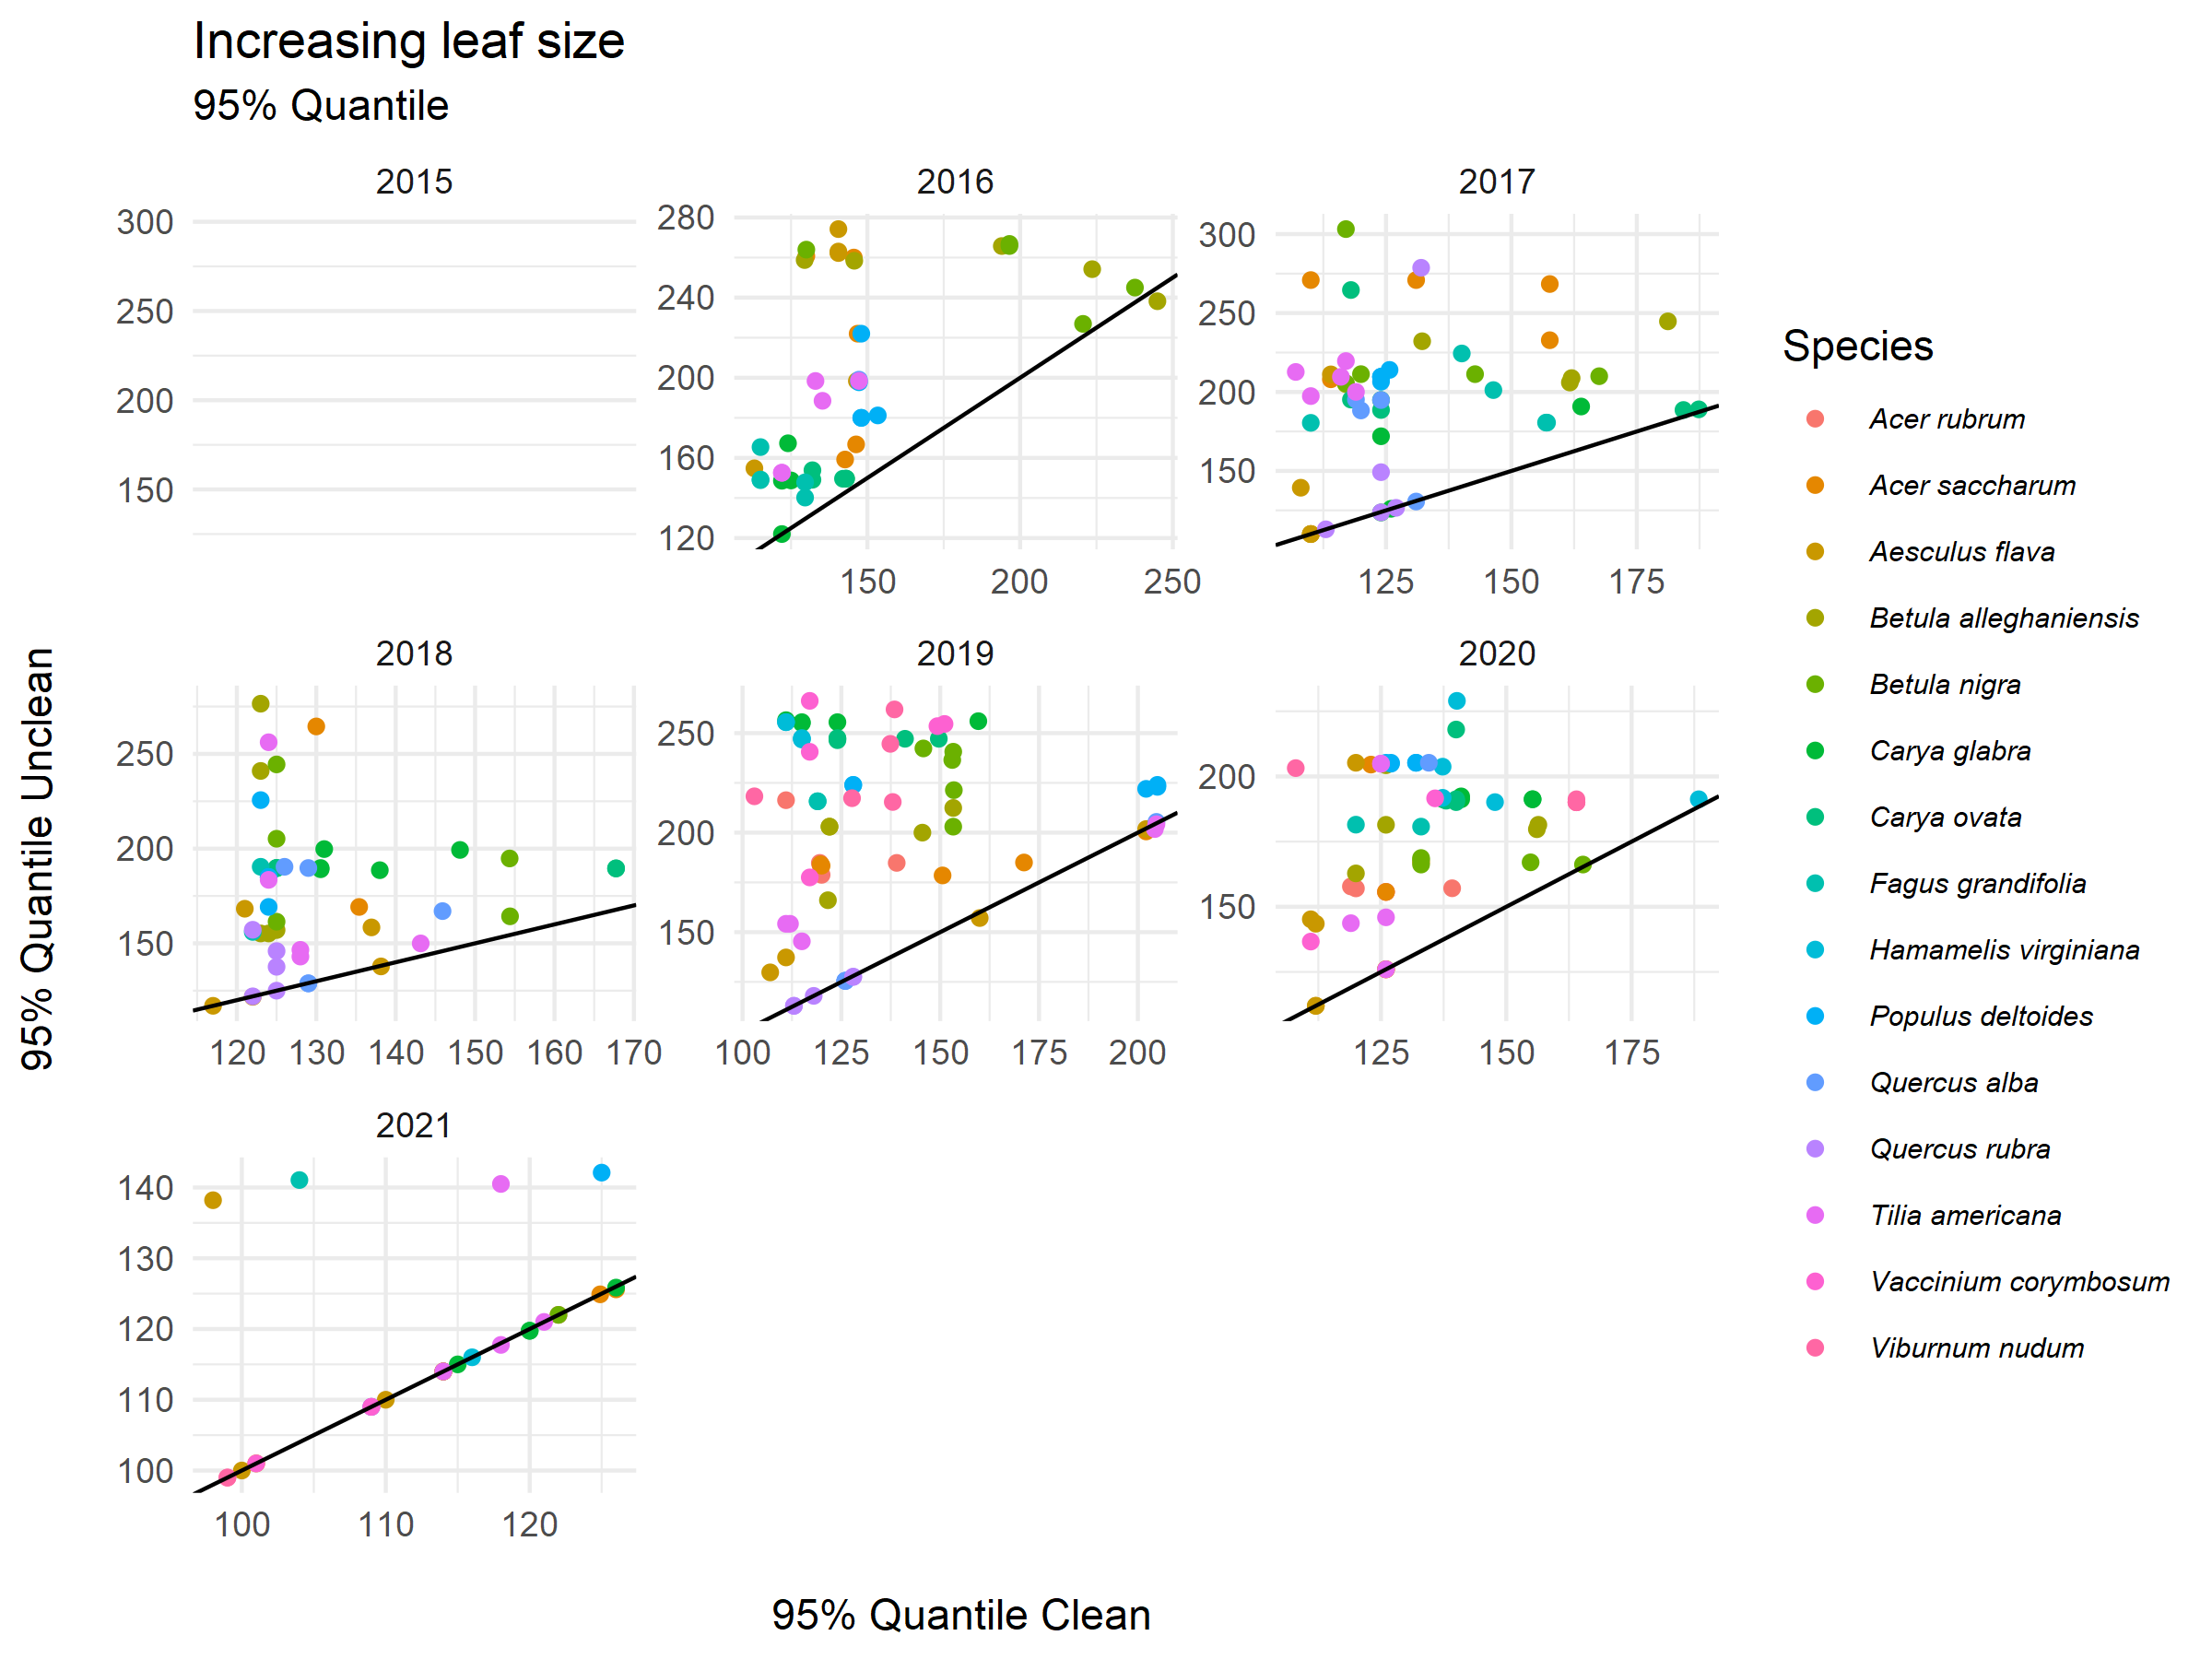 Increasing leaf size
95% Quantile
2015
2016
2017
300
250
200
150
280
240
200
160
120
300
250
200
150
150
200
250
125
150
175
2018
2019
2020
250
200
150
250
200
150
200
150
120
130
140
150
160
170
100
125
150
175
200
125
150
175
2021
140
130
120
110
100
100
110
120
95% Quantile Unclean
95% Quantile Clean
Species
Acer rubrum
Acer saccharum
Aesculus flava
Betula alleghaniensis
Betula nigra
Carya glabra
Carya ovata
Fagus grandifolia
Hamamelis virginiana
Populus deltoides
Quercus alba
Quercus rubra
Tilia americana
Vaccinium corymbosum
Viburnum nudum